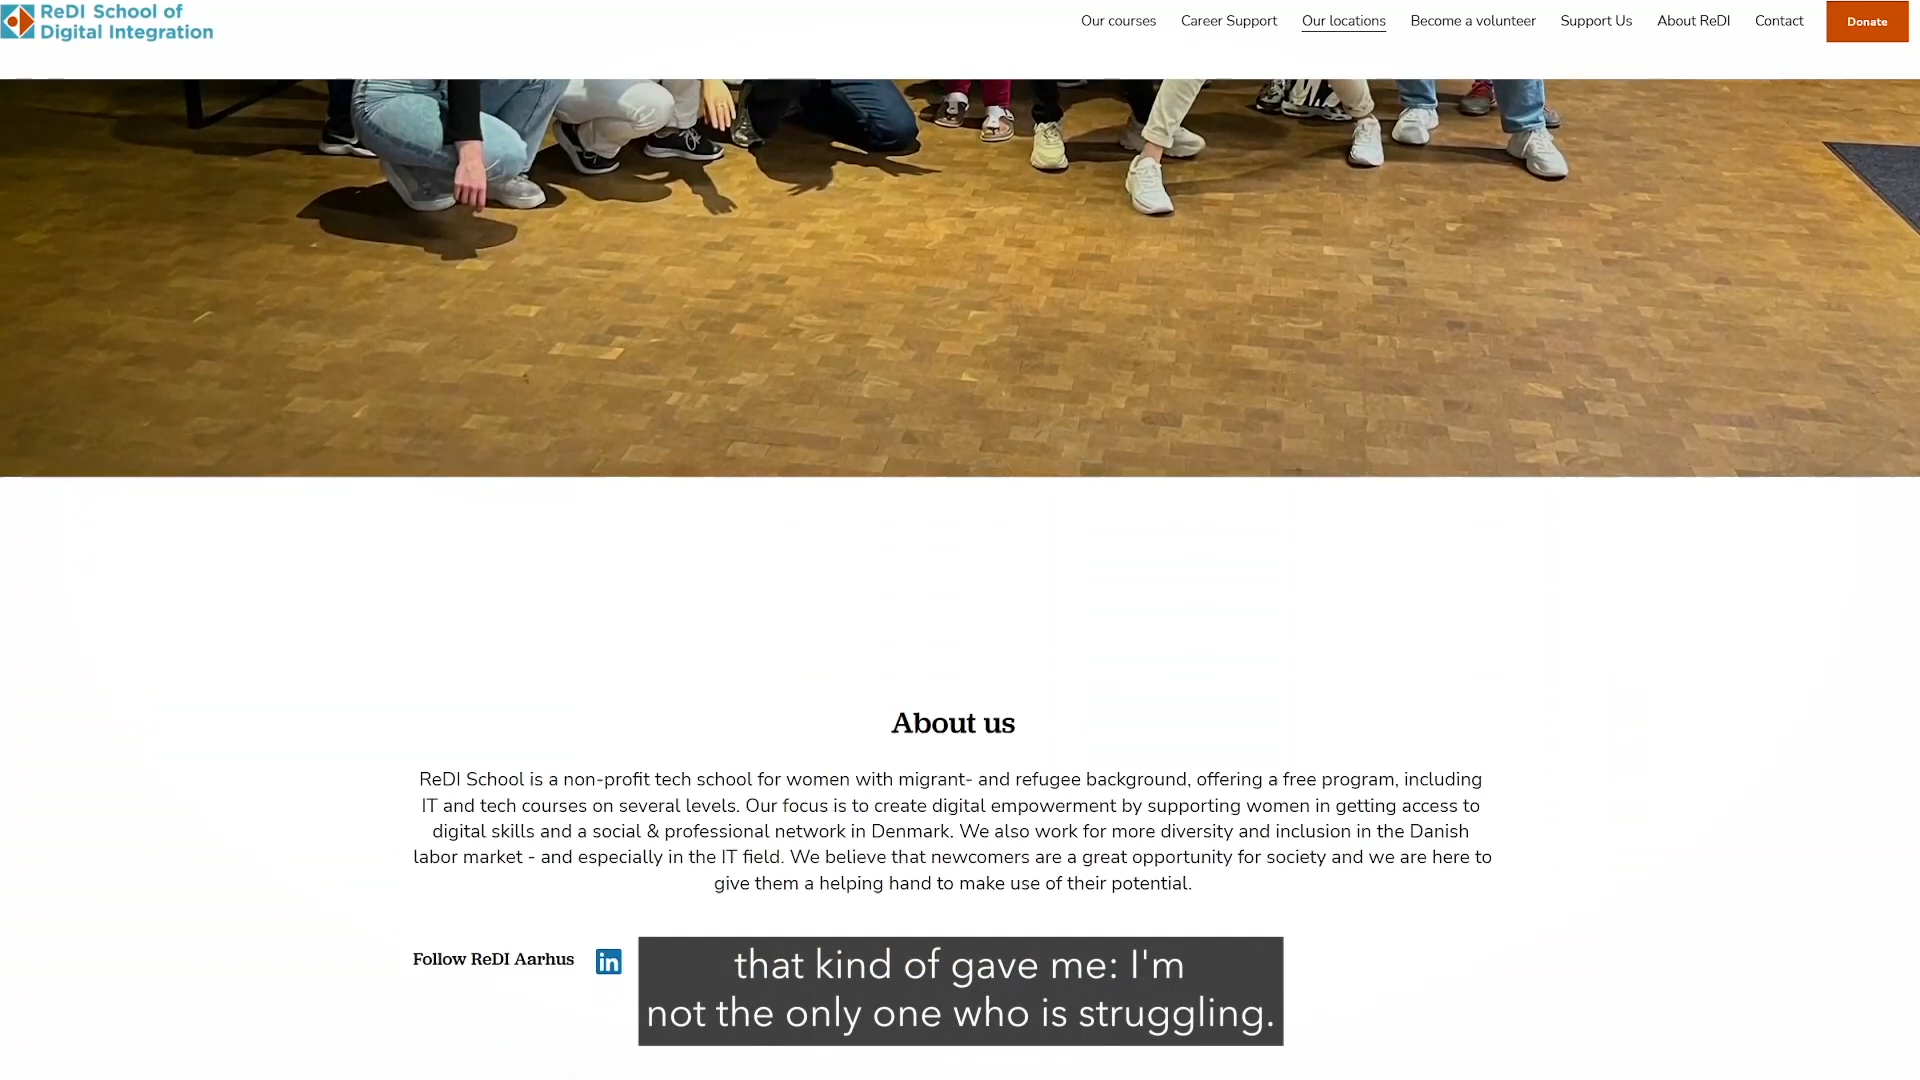 ReDI School of
Digital Integration
Our courses
Career Support
Our locations
Become a volunteer
Support Us
About ReDI
Contact
Donate
About us
ReDI School is a non-profit tech school for women with migrant- and refugee background, offering a free program, including
IT and tech courses on several levels. Our focus is to create digital empowerment by supporting women in getting access to
digital skills and a social & professional network in Denmark. We also work for more diversity and inclusion in the Danish
labor market - and especially in the IT field. We believe that newcomers are a great opportunity for society and we are here to
give them a helping hand to make use of their potential.
Follow ReDI Aarhus
in
that kind of gave me: I'm
not the only one who is struggling.